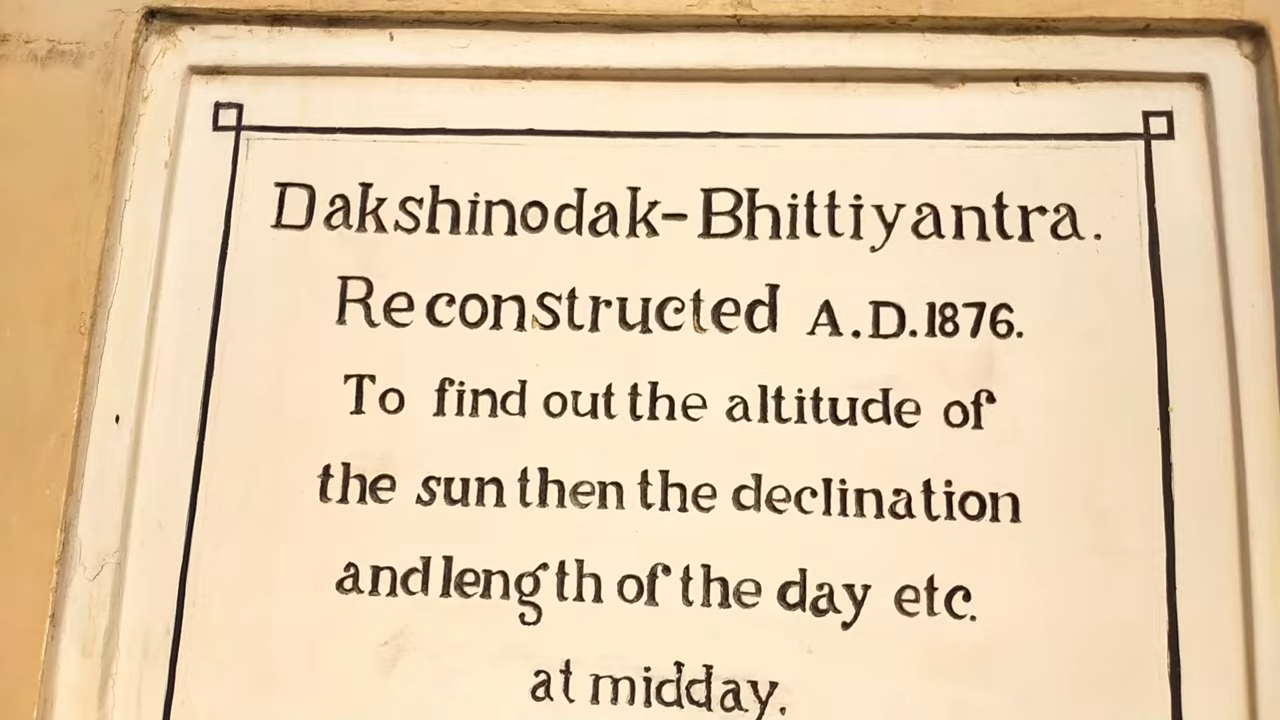 Dakshinodak-Bhittiyantra.
Reconstructed A.D.1876.
To find out the altitude of
the sun then the declination
and length of the day etc.
at midday.